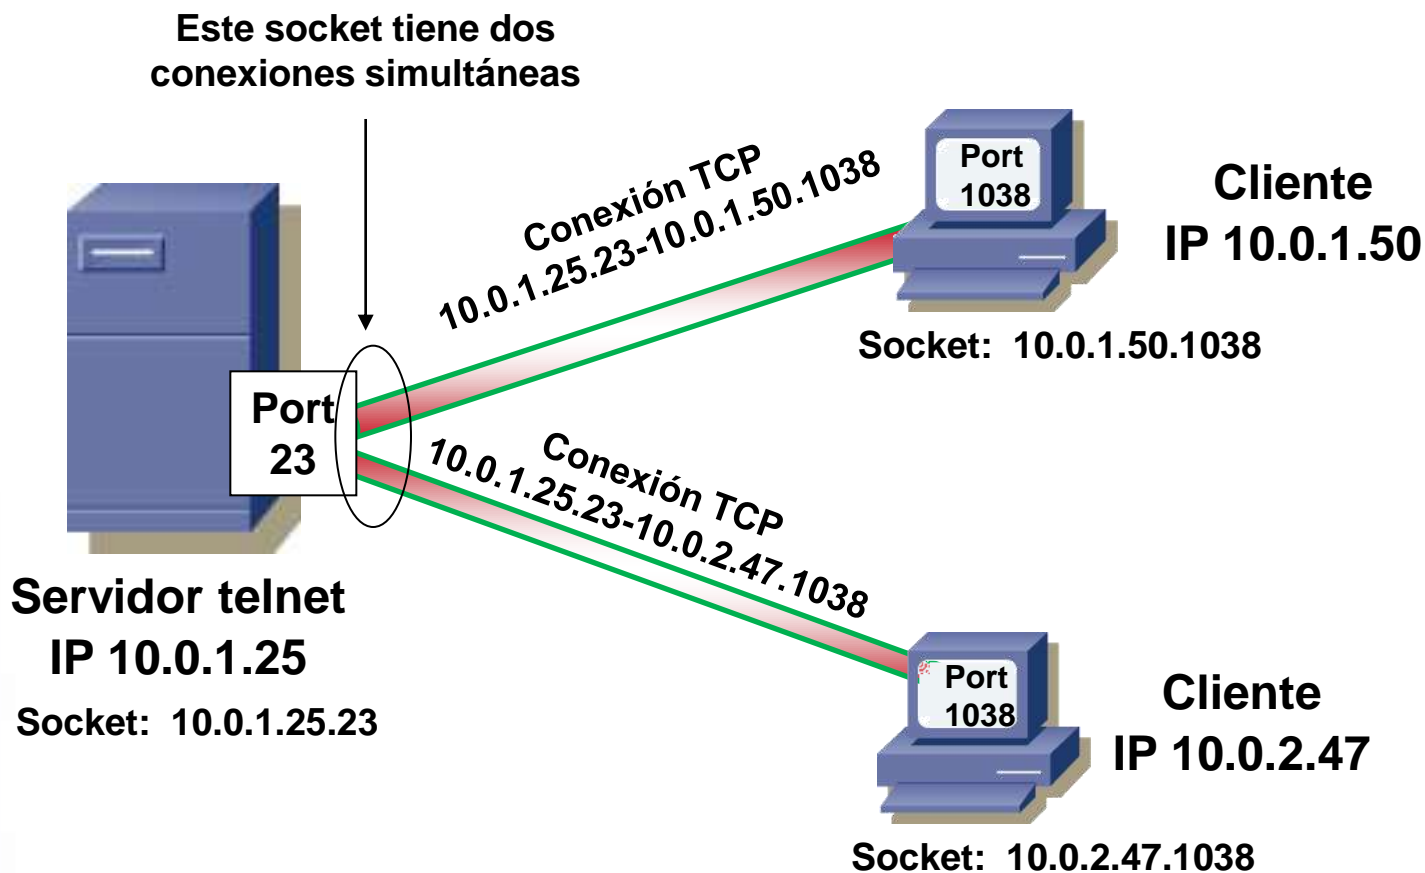 Este socket tiene dos
conexiones simultáneas
Conexión TCP
10.0.1.25.23-10.0.1.50.1038
Port
1038
Cliente
IP 10.0.1.50
Socket: 10.0.1.50.1038
Port
23
Conexión TCP
10.0.1.25.23-10.0.2.47.1038
Servidor telnet
IP 10.0.1.25
Socket: 10.0.1.25.23
Port
1038
Cliente
IP 10.0.2.47
Socket: 10.0.2.47.1038